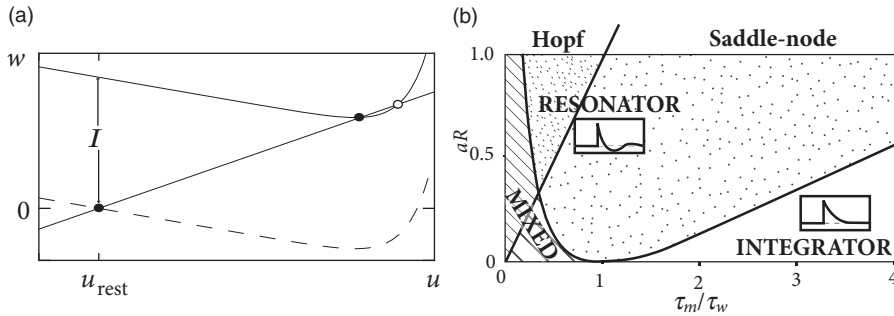 (a)
w
I
0
u_rest
u
(b)
Hopf
Saddle-node
1.0
aR
0.5
0
RESONATOR
MIXED
INTEGRATOR
0
1
2
3
4
τ_m/τ_w